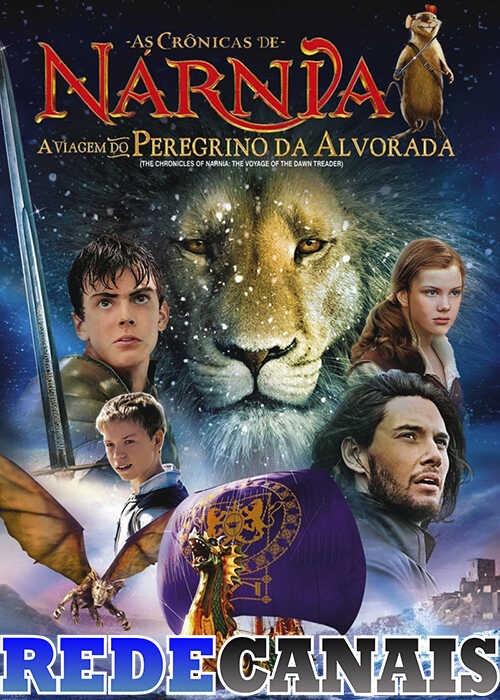 AS CRÔNICAS DE
NÁRNIA
A VIAGEM DO PEREGRINO DA ALVORADA
(THE CHRONICLES OF NARNIA: THE VOYAGE OF THE DAWN TREADER)
REDECANAIS